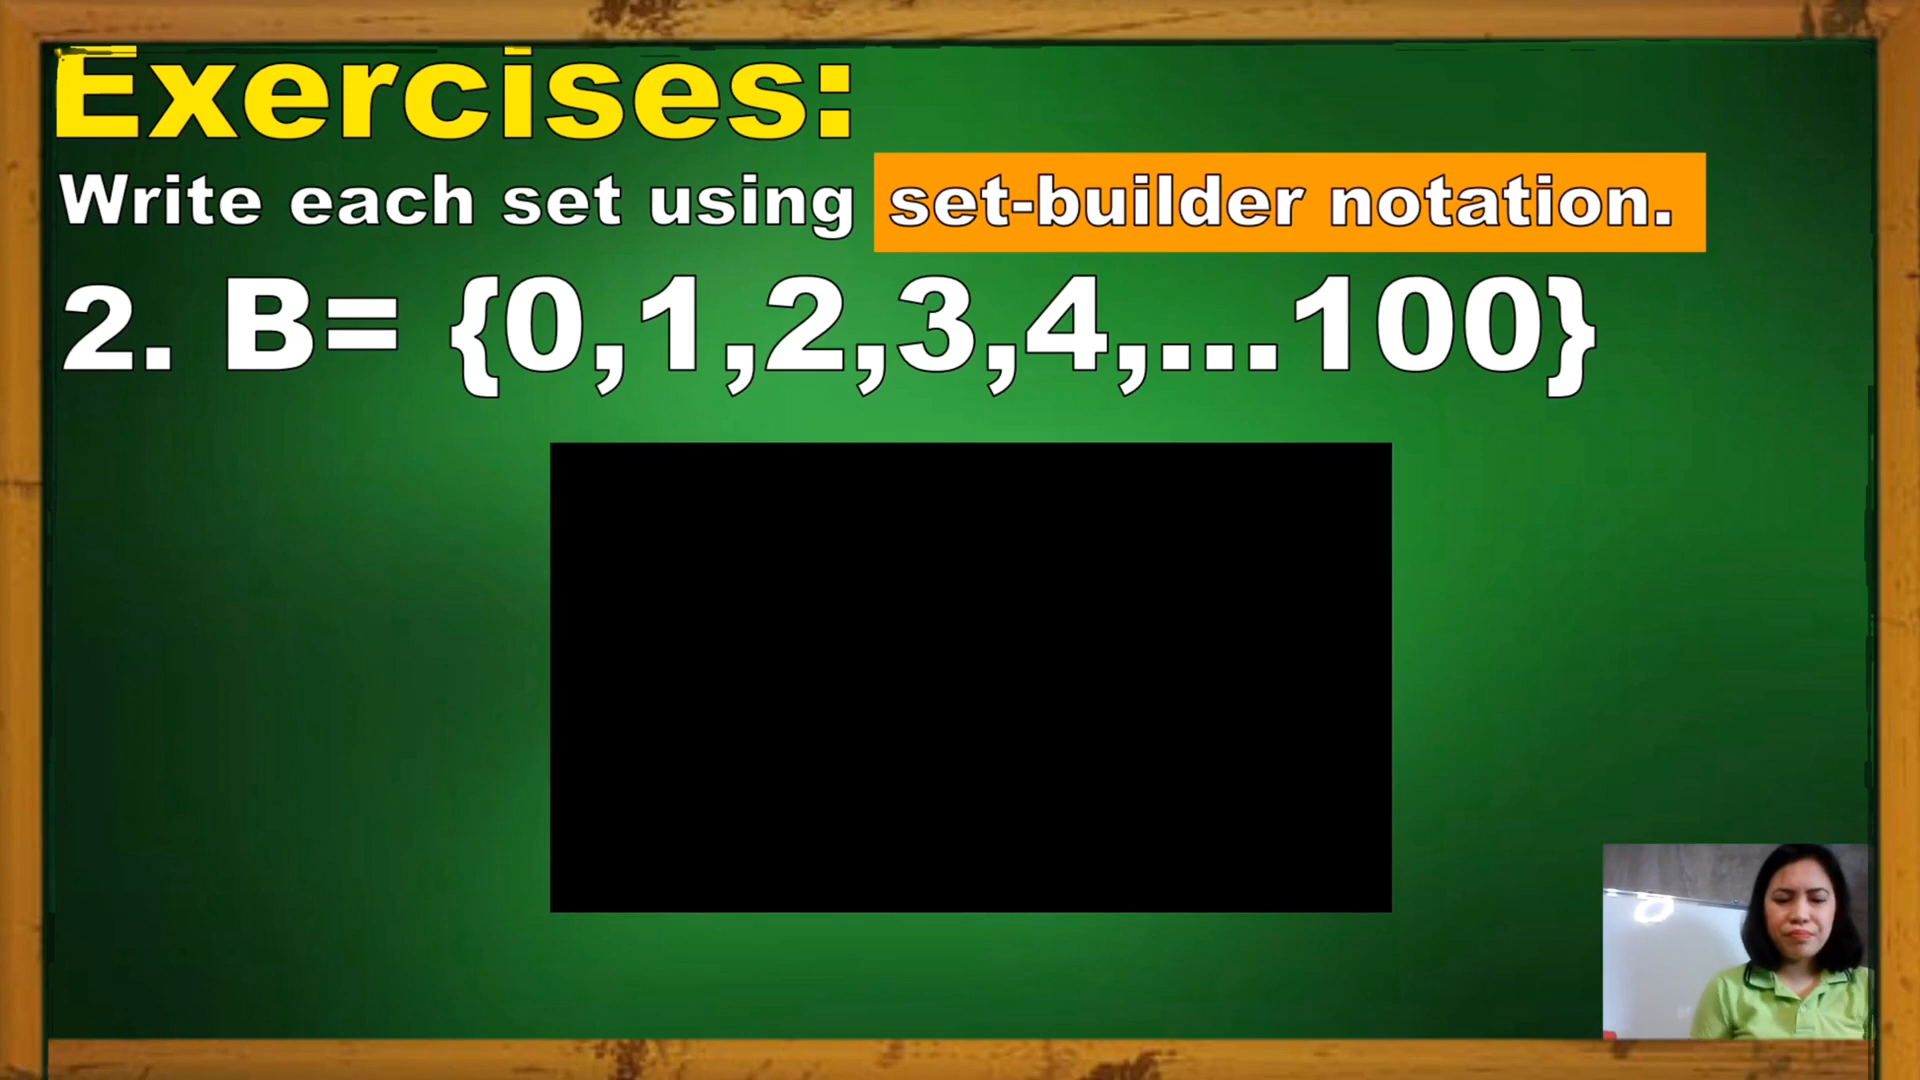 Exercises:
Write each set using set-builder notation.
2. B= {0,1,2,3,4,...100}